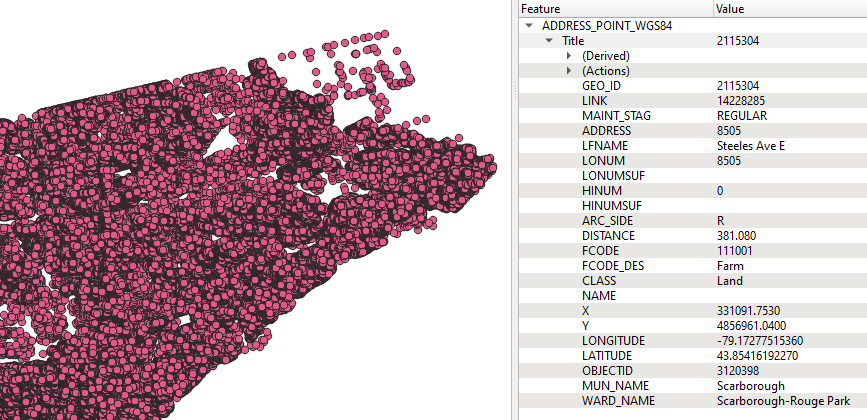 Feature Value
ADDRESS_POINT_WGS84
Title 2115304
(Derived)
(Actions)
GEO_ID 2115304
LINK 14228285
MAINT_STAG REGULAR
ADDRESS 8505
LFNAME Steeles Ave E
LONUM 8505
LONUMSUF
HINUM 0
HINUMSUF
ARC_SIDE R
DISTANCE 381.080
FCODE 111001
FCODE_DES Farm
CLASS Land
NAME
X 331091.7530
Y 4856961.0400
LONGITUDE -79.17277515360
LATITUDE 43.85416192270
OBJECTID 3120398
MUN_NAME Scarborough
WARD_NAME Scarborough-Rouge Park